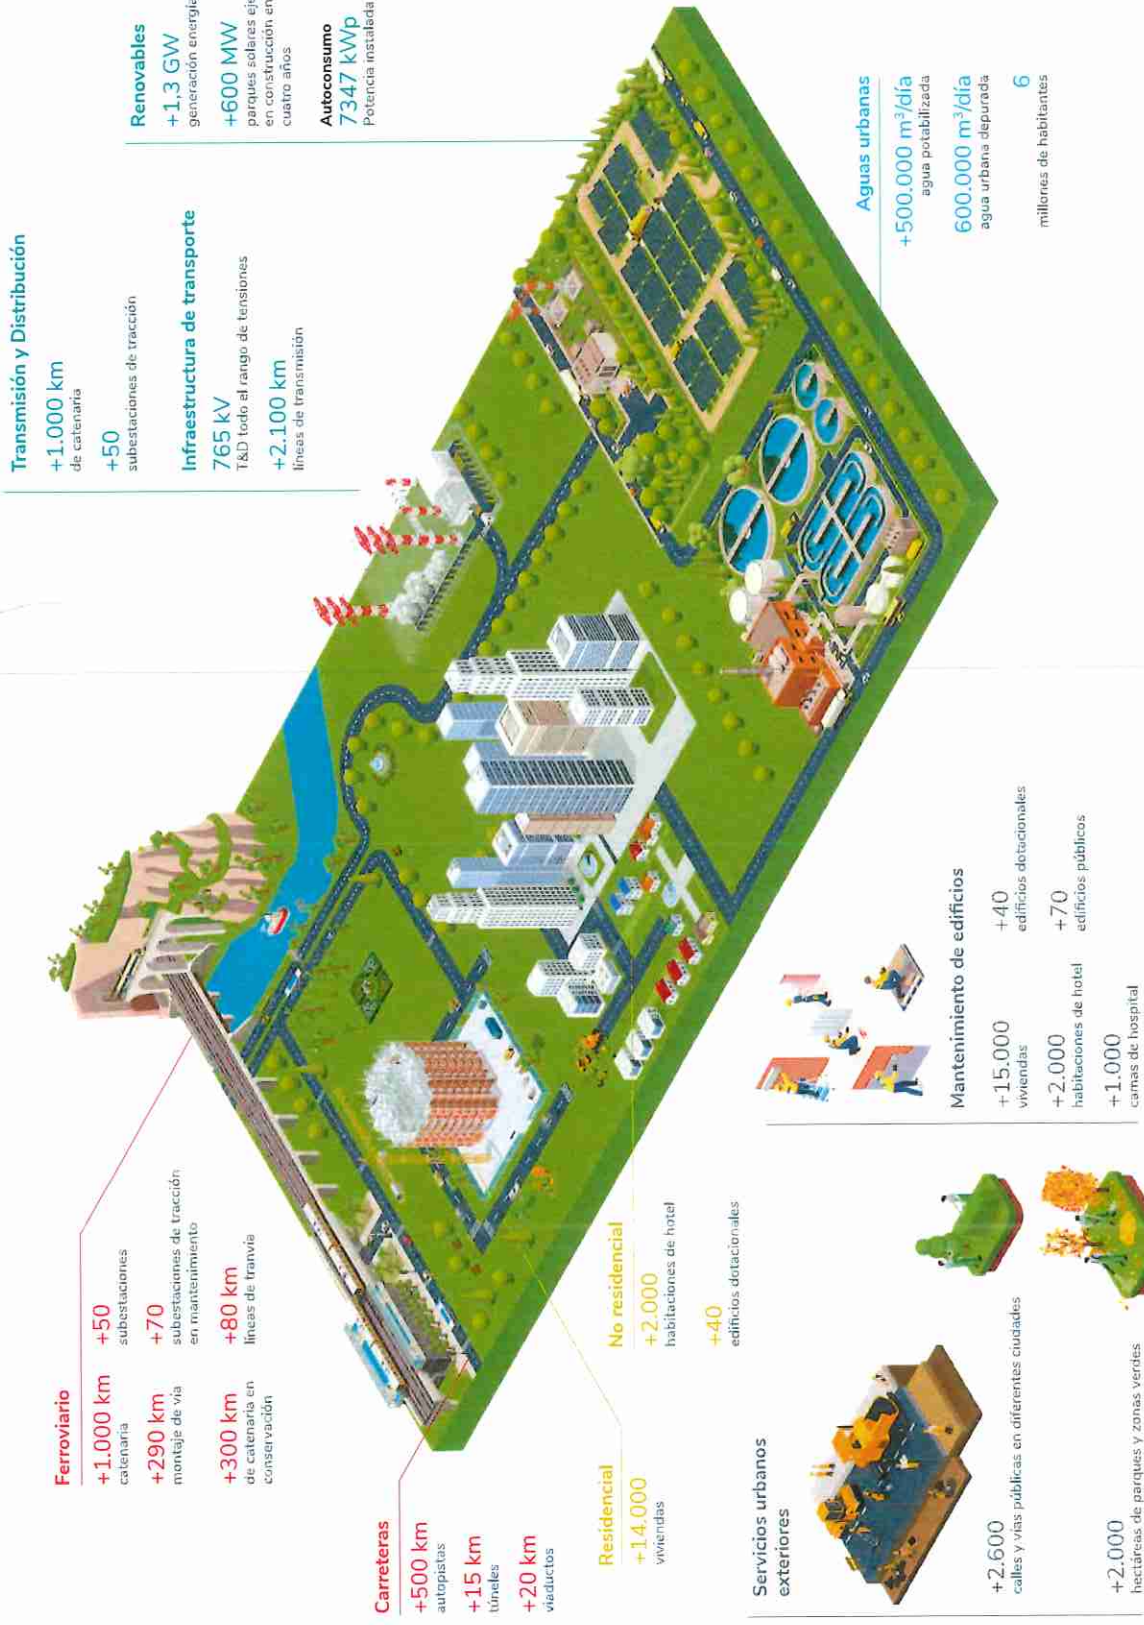 Ferroviario
+1.000 km
catenaria
+50
subestaciones
+290 km
montaje de vía
+70
subestaciones de tracción
en mantenimiento
+300 km
de catenaria en
conservación
+80 km
líneas de tranvía
Transmisión y Distribución
+1.000 km
de catenaria
+50
subestaciones de tracción
Infraestructura de transporte
765 kV
T&D todo el rango de tensiones
+2.100 km
líneas de transmisión
Renovables
+1,3 GW
generación energía
+600 MW
parques solares
en construcción en
cuatro años
Autoconsumo
7347 kWp
Potencia instalada
Carreteras
+500 km
autopistas
+15 km
túneles
+20 km
viaductos
Residencial
+14.000
viviendas
No residencial
+2.000
habitaciones de hotel
+40
edificios dotacionales
Aguas urbanas
+500.000 m³/día
agua potabilizada
600.000 m³/día
agua urbana depurada
6
millones de habitantes
Servicios urbanos
exteriores
+2.600
calles y vías públicas en diferentes ciudades
+2.000
hectáreas de parques y zonas verdes
Mantenimiento de edificios
+15.000
viviendas
+40
edificios dotacionales
+2.000
habitaciones de hotel
+70
edificios públicos
+1.000
camas de hospital